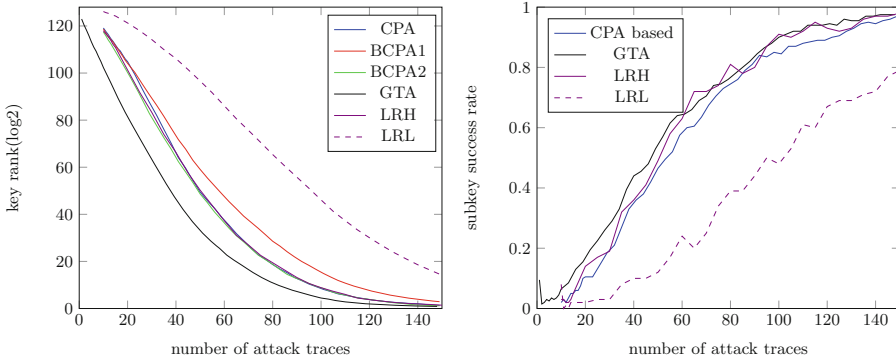 key rank(log2)
120
100
80
60
40
20
0
0 20 40 60 80 100 120 140
number of attack traces
CPA
BCPA1
BCPA2
GTA
LRH
LRL
subkey success rate
1
0.8
0.6
0.4
0.2
0
0 20 40 60 80 100 120 140
number of attack traces
CPA based
GTA
LRH
LRL